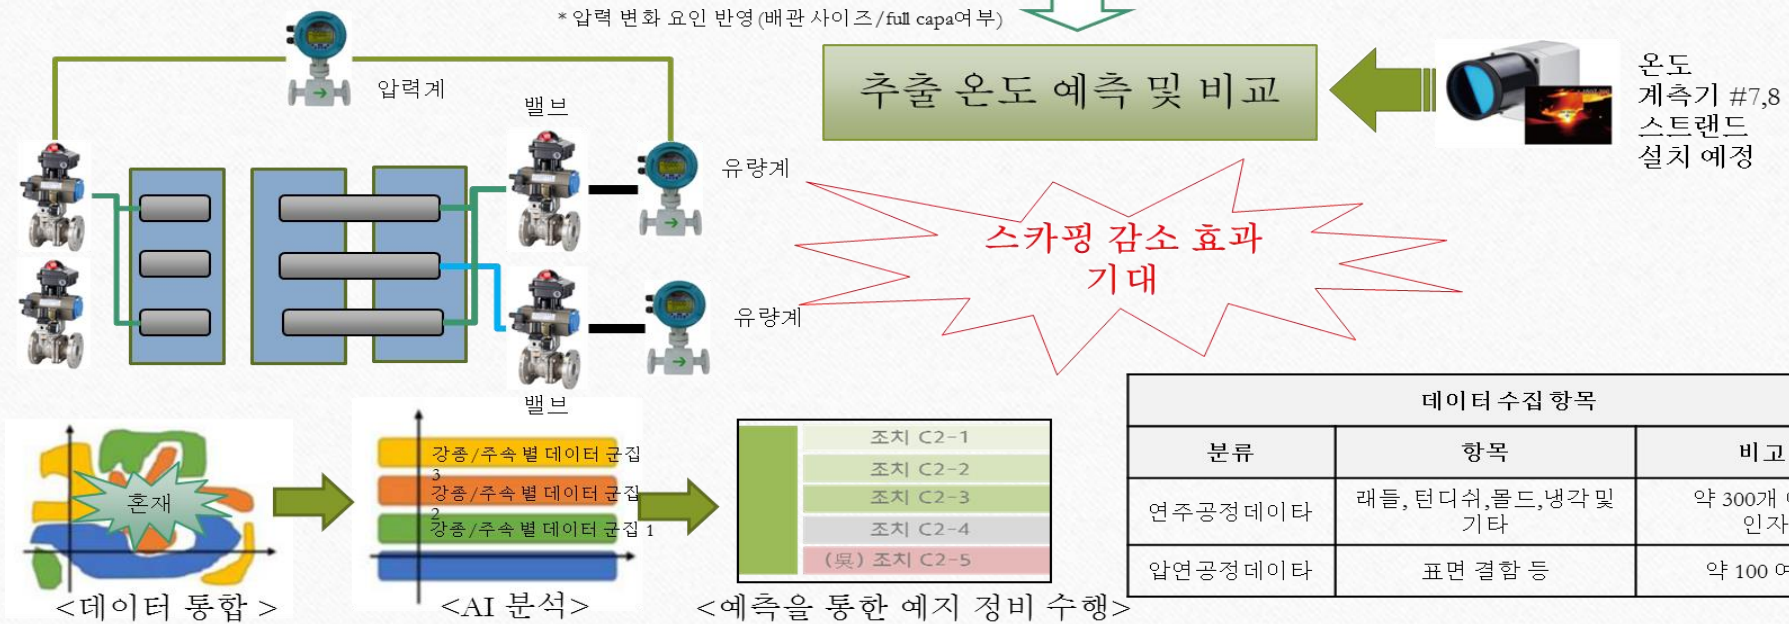 * 압력 변화 요인 반영(배관 사이즈/full capa여부)
압력계
밸브
유량계
유량계
밸브
추출 온도 예측 및 비교
온도
계측기 #7,8
스트랜드
설치 예정
스카핑 감소 효과
기대
혼재
<데이터 통합 >
강종/주속 별 데이터 군집
3
강종/주속 별 데이터 군집
2
강종/주속 별 데이터 군집 1
<AI 분석>
조치 C2-1
조치 C2-2
조치 C2-3
조치 C2-4
(吳) 조치 C2-5
<예측을 통한 예지 정비 수행>
데이터 수집 항목
분류 항목 비고
연주공정데이타 래들, 턴디쉬,몰드,냉각 및 약 300개
기타 인자
압연공정데이타 표면 결함 등 약 100